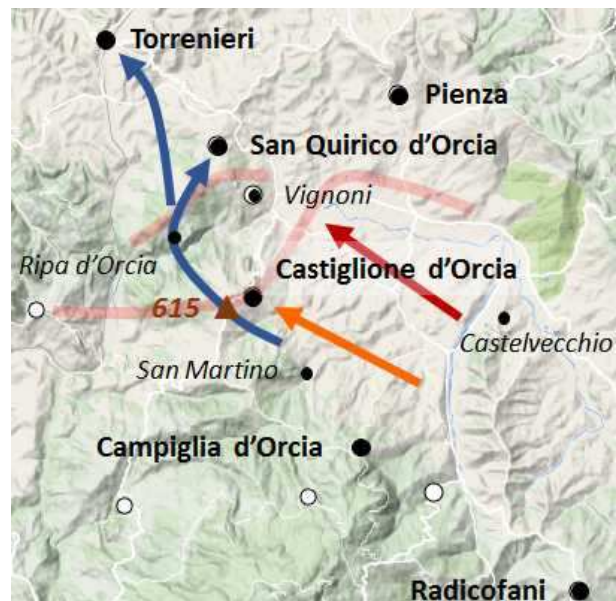 Torrenieri
Pienza
San Quirico d'Orcia
Vignoni
Ripa d'Orcia
Castiglione d'Orcia
615
Castelvecchio
San Martino
Campiglia d'Orcia
Radicofani